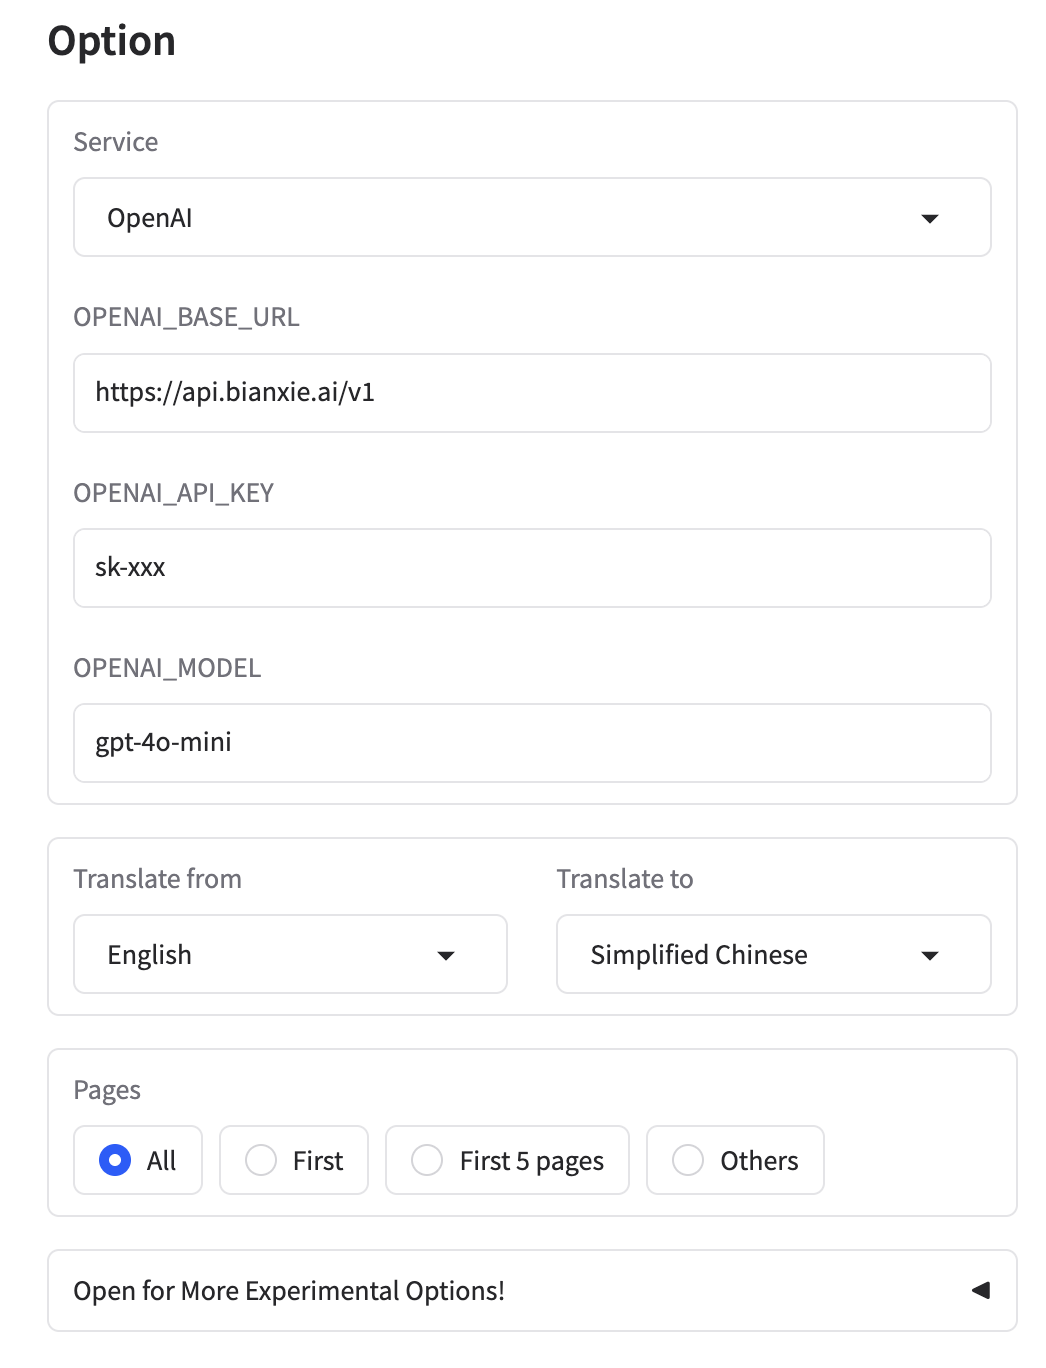 Option
Service
OpenAI
OPENAI_BASE_URL
https://api.bianxie.ai/v1
OPENAI_API_KEY
sk-xxx
OPENAI_MODEL
gpt-4o-mini
Translate from
Translate to
English
Simplified Chinese
Pages
All
First
First 5 pages
Others
Open for More Experimental Options!